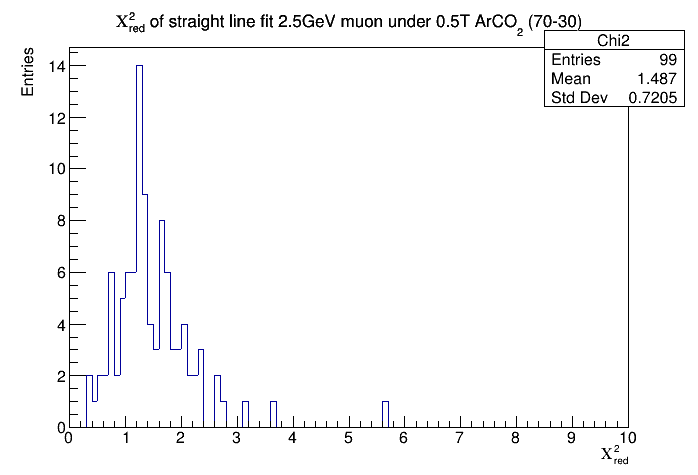 Χ²red of straight line fit 2.5GeV muon under 0.5T ArCO₂ (70-30)
Chi2
Entries 99
Mean 1.487
Std Dev 0.7205
Entries
14
12
10
8
6
4
2
0
0 1 2 3 4 5 6 7 8 9 10
Χ²red